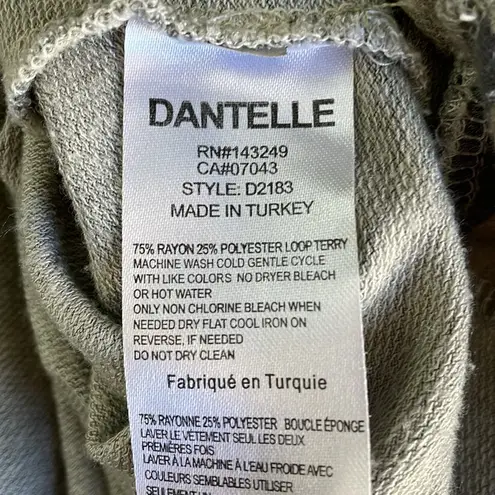 DANTELLE
RN#143249
CA#07043
STYLE: D2183
MADE IN TURKEY
75% RAYON 25% POLYESTER LOOP TERRY
MACHINE WASH COLD GENTLE CYCLE
WITH LIKE COLORS NO DRYER BLEACH
OR HOT WATER
ONLY NON CHLORINE BLEACH WHEN
NEEDED DRY FLAT COOL IRON ON
REVERSE, IF NEEDED
DO NOT DRY CLEAN
Fabriqué en Turquie
75% RAYONNE 25% POLYESTER BOUCLE ÉPONGE
LAVER LE VETEMENT SEUL LES DEUX
PREMIÈRES FOIS
LAVER À LA MACHINE À L'EAU FROIDE AVEC
COULEURS SEMBLABLES UTILISER
SEULEMENT UN